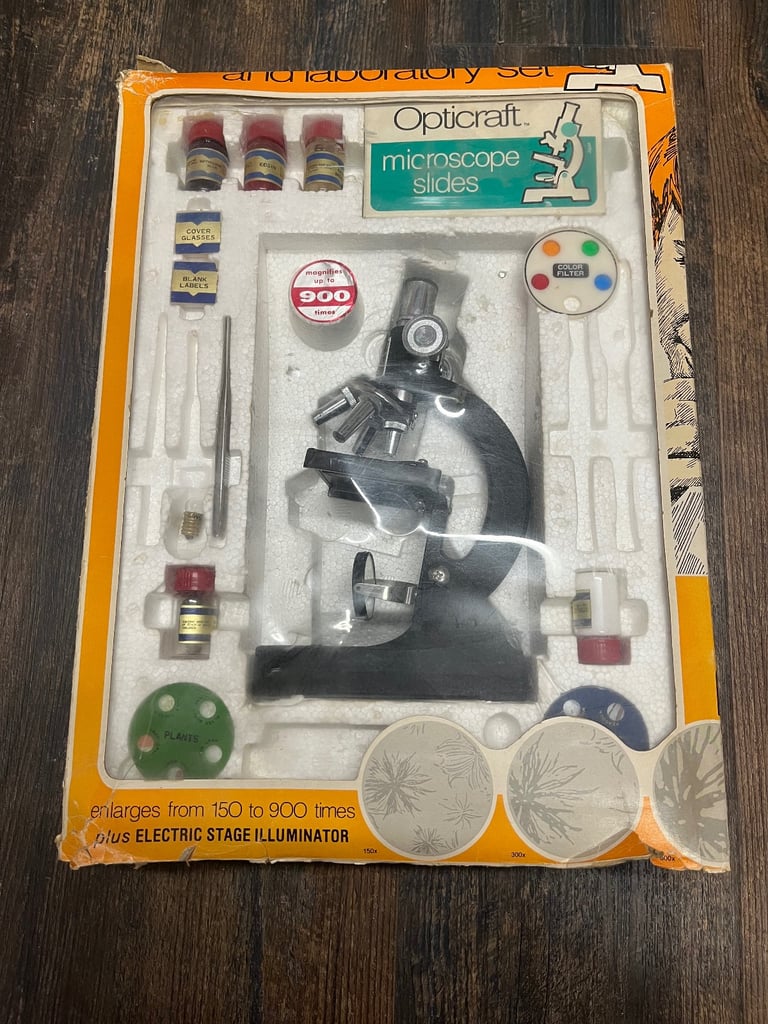 and laboratory set
Opticraft
microscope
slides
EOSIN
COVER
GLASSES
BLANK
LABELS
magnifies
up to
900
times
COLOR
FILTER
PLANTS
enlarges from 150 to 900 times
plus ELECTRIC STAGE ILLUMINATOR
150x
300x